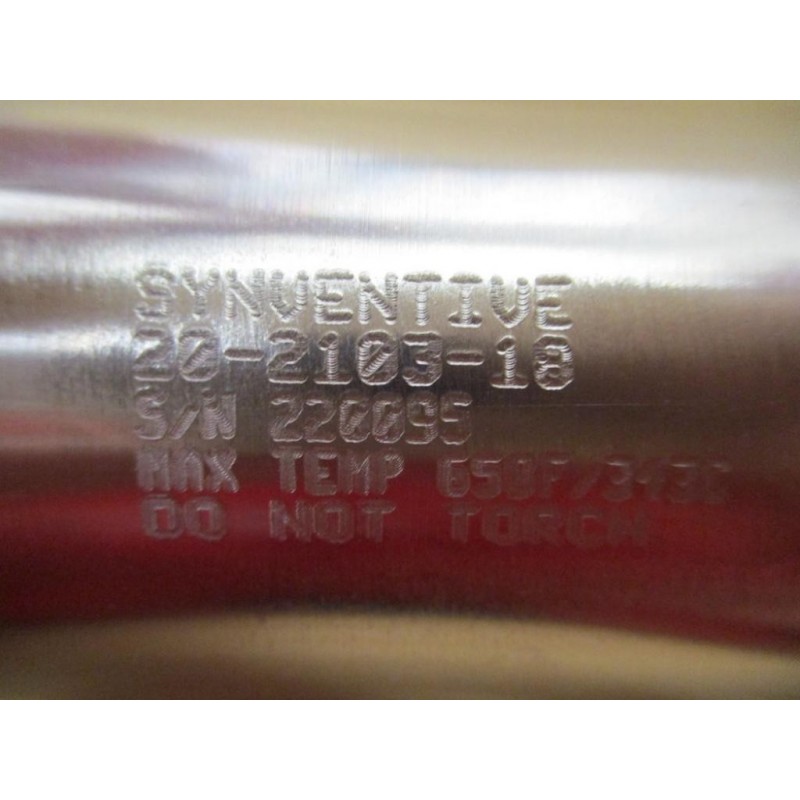 SYNVENTIVE
20-2103-18
S/N 220095
MAX TEMP 650F/343C
DO NOT TORCH